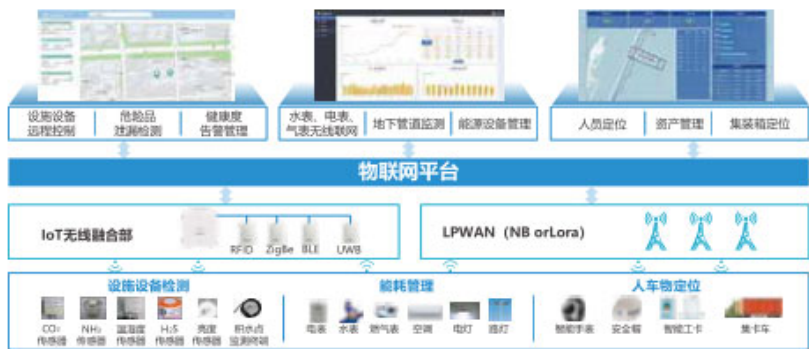 设施设备
远程控制
危险品
泄漏检测
健康度
告警管理
水表、电表、
气表无线联网
地下管道监测
能源设备管理
人员定位
资产管理
集装箱定位
物联网平台
IoT无线融合部
RFID
ZigBe
BLE
UWB
LPWAN（NB orLora）
设施设备检测
能耗管理
人车物定位
CO₂
传感器
NH₃
传感器
温湿度
传感器
H₂S
传感器
亮度
传感器
积水点
监测终端
电表
水表
燃气表
空调
电灯
路灯
智能手表
安全帽
智能工卡
集卡车